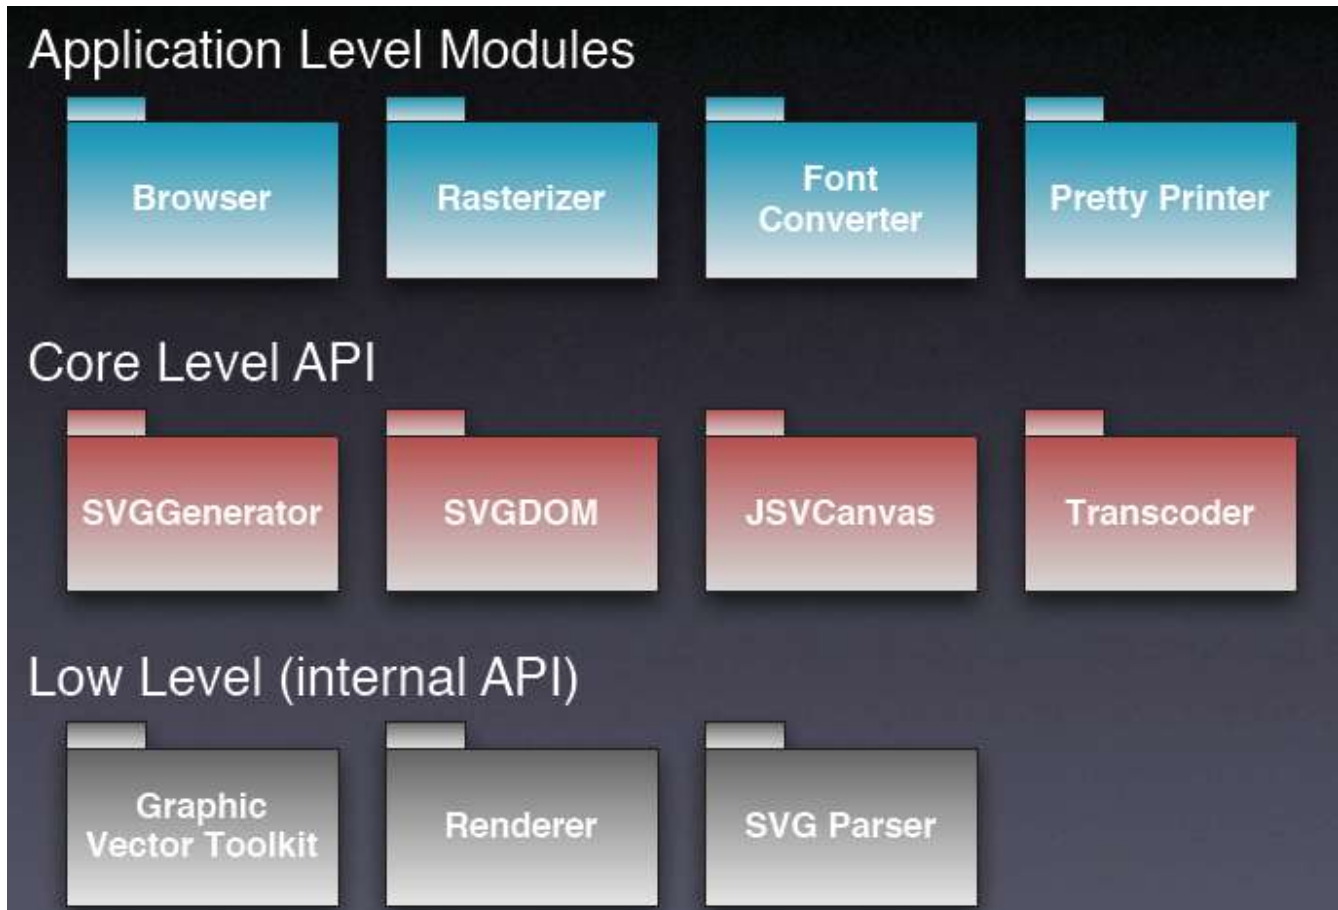 Application Level Modules
Browser
Rasterizer
Font
Converter
Pretty Printer
Core Level API
SVGGenerator
SVGDOM
JSVCanvas
Transcoder
Low Level (internal API)
Graphic
Vector Toolkit
Renderer
SVG Parser